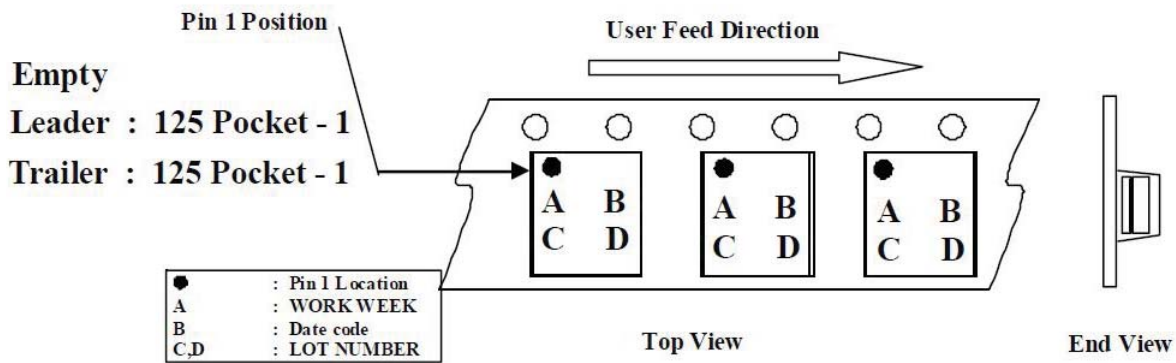 Pin 1 Position
User Feed Direction
Empty
Leader : 125 Pocket - 1
Trailer : 125 Pocket - 1
A B
C D
A B
C D
A B
C D
: Pin 1 Location
A : WORK WEEK
B : Date code
C,D : LOT NUMBER
Top View
End View